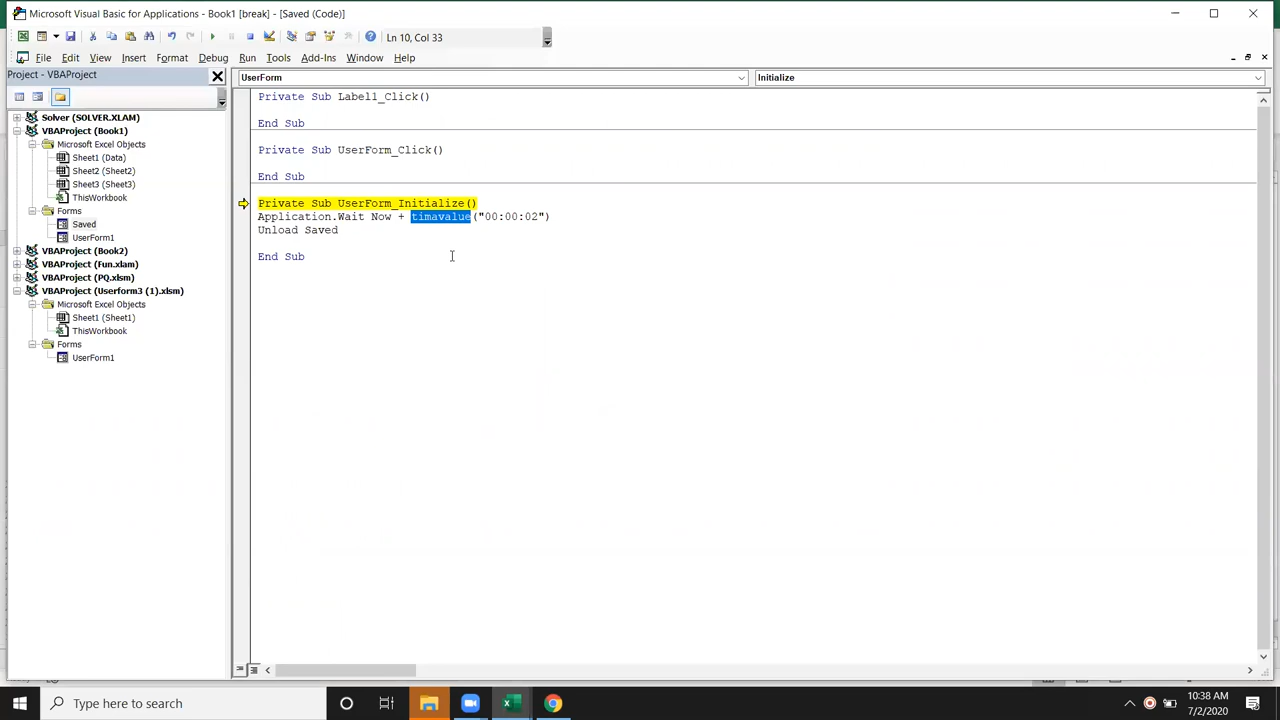 Microsoft Visual Basic for Applications - Book1 [break] - [Saved (Code)]
Ln 10, Col 33
File Edit View Insert Format Debug Run Tools Add-Ins Window Help
Project - VBAProject
UserForm
Initialize
Solver (SOLVER.XLAM)
VBAProject (Book1)
Microsoft Excel Objects
Sheet1 (Data)
Sheet2 (Sheet2)
Sheet3 (Sheet3)
ThisWorkbook
Forms
Saved
UserForm1
VBAProject (Book2)
VBAProject (Fun.xlam)
VBAProject (PQ.xlsm)
VBAProject (Userform3 (1).xlsm)
Microsoft Excel Objects
Sheet1 (Sheet1)
ThisWorkbook
Forms
UserForm1
Private Sub Label1_Click()
End Sub
Private Sub UserForm_Click()
End Sub
Private Sub UserForm_Initialize()
Application.Wait Now + timavalue("00:00:02")
Unload Saved
End Sub
Type here to search
10:38 AM
7/2/2020